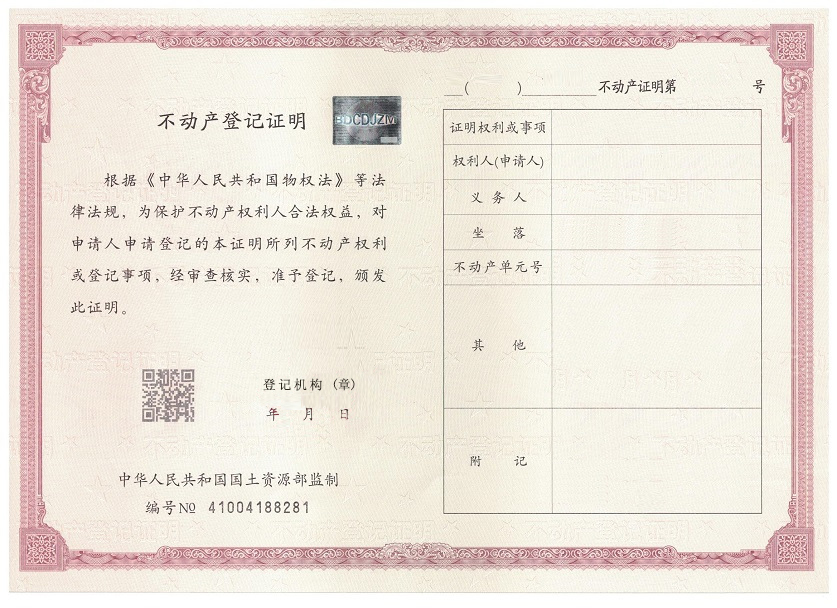 不动产登记证明
BDCDJZM
根据《中华人民共和国物权法》等法
律法规，为保护不动产权利人合法权益，对
申请人申请登记的本证明所列不动产权利
或登记事项，经审查核实，准予登记，颁发
此证明。
登记机构（章）
年 月 日
中华人民共和国国土资源部监制
编号№ 41004188281
( ) 不动产证明第 号
证明权利或事项
权利人(申请人)
义务人
坐落
不动产单元号
其他
附记